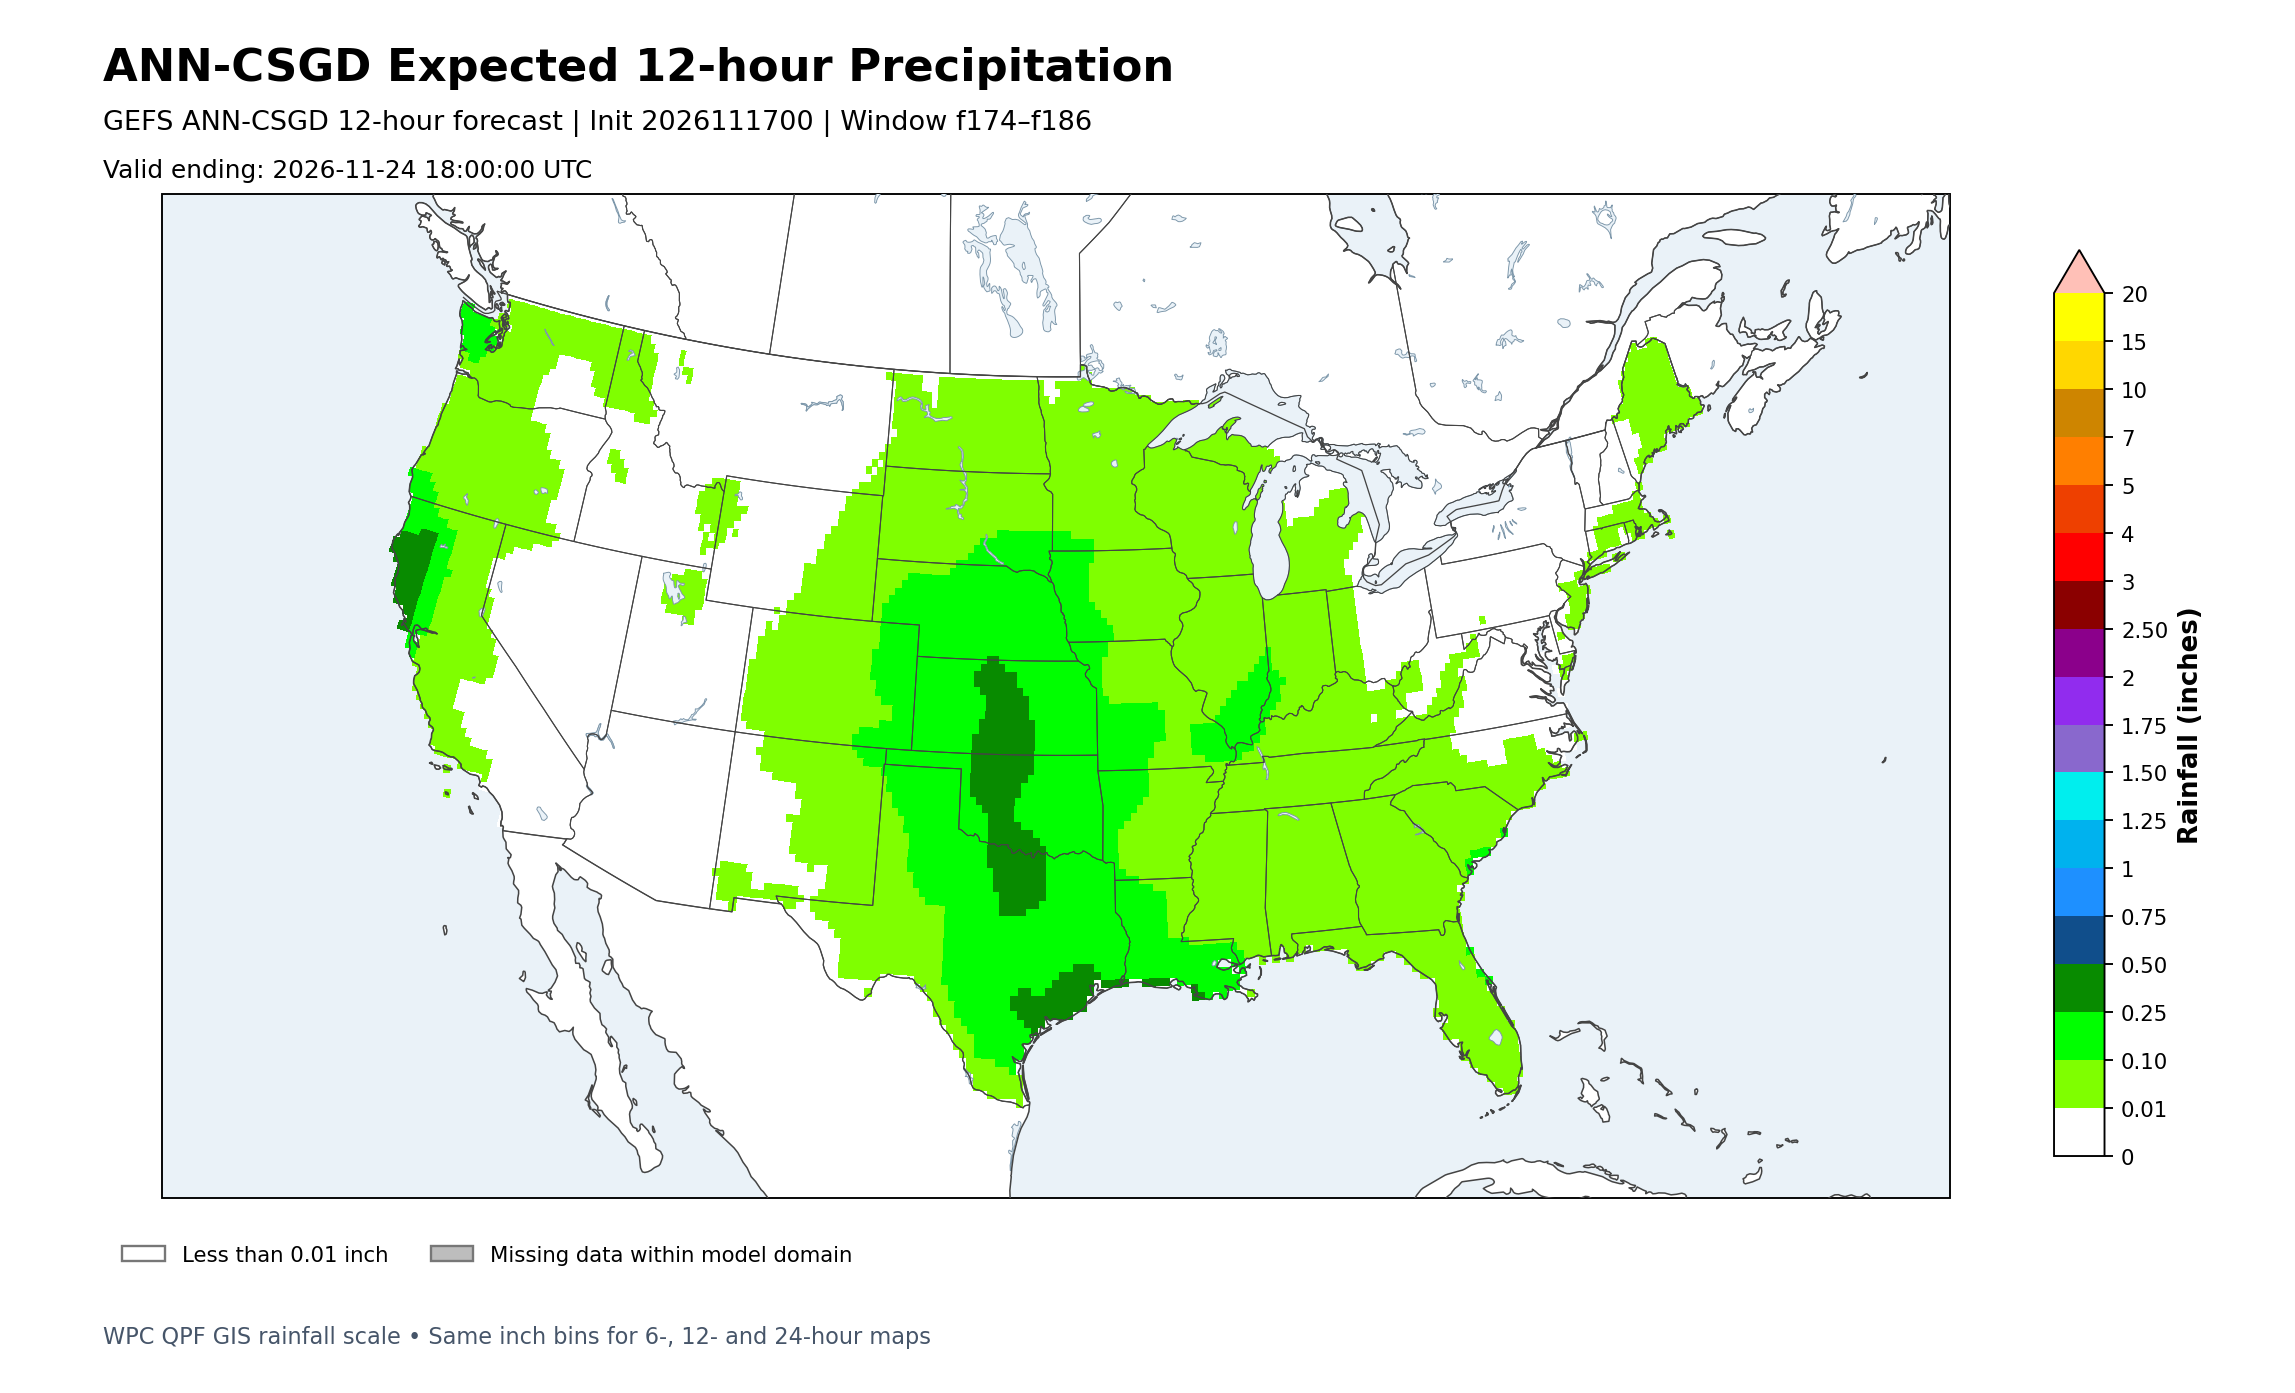 ANN-CSGD Expected 12-hour Precipitation
GEFS ANN-CSGD 12-hour forecast | Init 2026111700 | Window f174–f186
Valid ending: 2026-11-24 18:00:00 UTC
20
15
10
7
5
4
3
2.50
2
1.75
1.50
1.25
1
0.75
0.50
0.25
0.10
0.01
0
Rainfall (inches)
Less than 0.01 inch
Missing data within model domain
WPC QPF GIS rainfall scale • Same inch bins for 6-, 12- and 24-hour maps